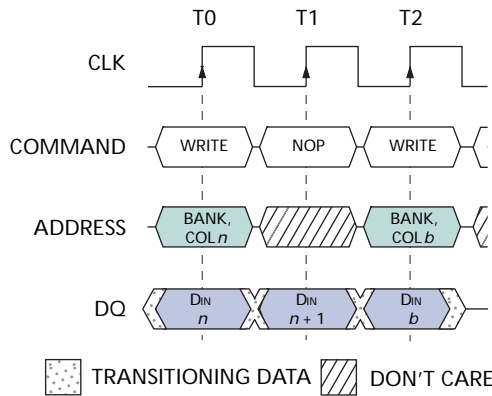 T0 T1 T2
CLK
COMMAND WRITE NOP WRITE
ADDRESS BANK, COL n BANK, COL b
DQ DIN n DIN n + 1 DIN b
TRANSITIONING DATA DON'T CARE